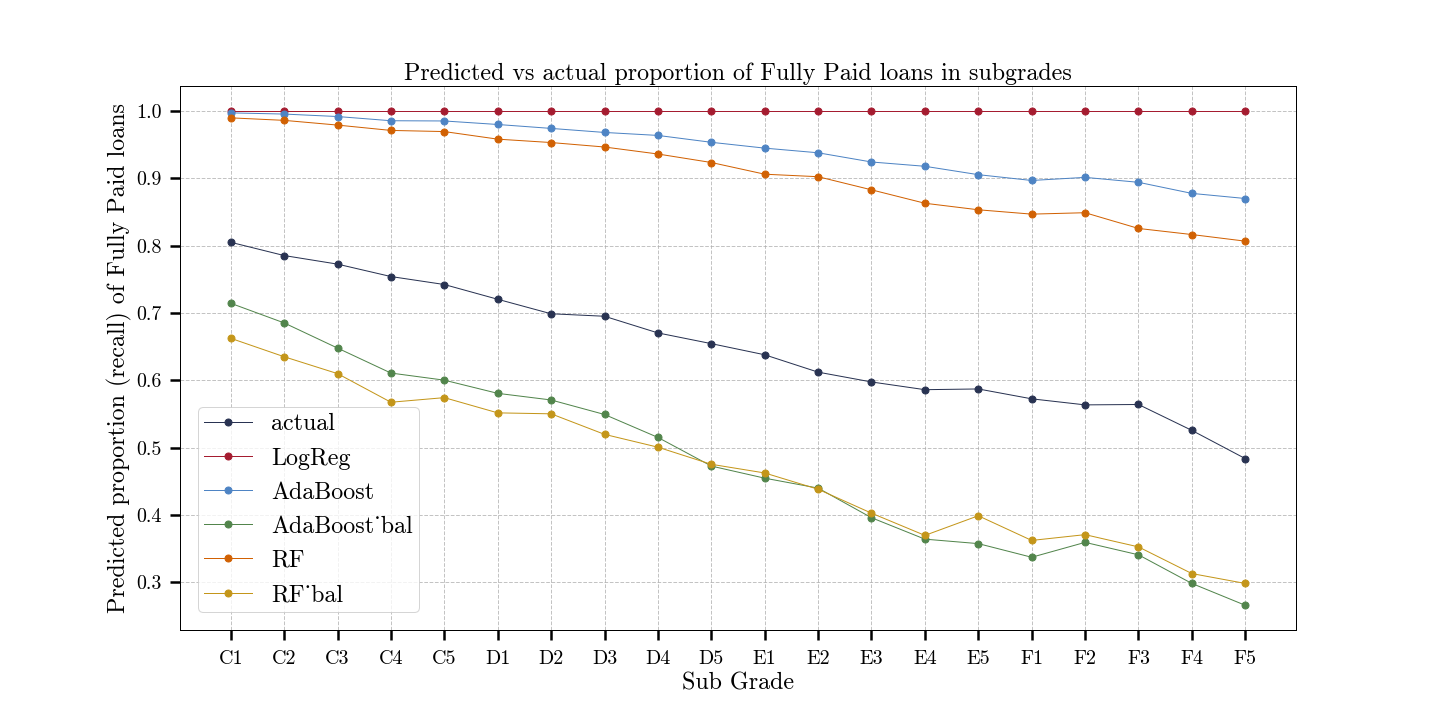 Predicted vs actual proportion of Fully Paid loans in subgrades
Predicted proportion (recall) of Fully Paid loans
1.0
0.9
0.8
0.7
0.6
0.5
0.4
0.3
actual
LogReg
AdaBoost
AdaBoost˙bal
RF
RF˙bal
C1 C2 C3 C4 C5 D1 D2 D3 D4 D5 E1 E2 E3 E4 E5 F1 F2 F3 F4 F5
Sub Grade